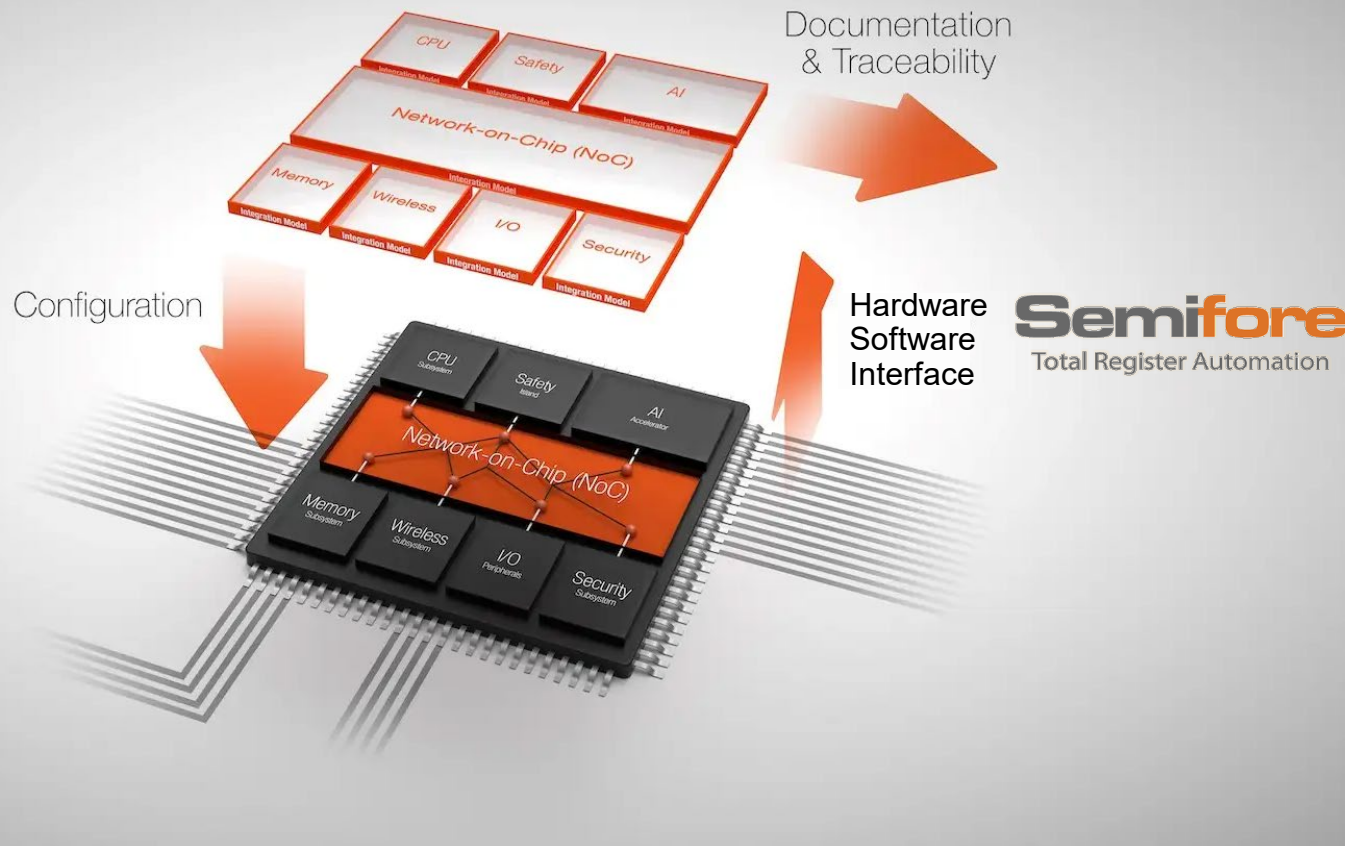 Documentation
& Traceability
CPU
Integration Model
Safety
Integration Model
AI
Integration Model
Network-on-Chip (NoC)
Integration Model
Memory
Integration Model
Wireless
Integration Model
I/O
Integration Model
Security
Integration Model
Configuration
Hardware
Software
Interface
Semifore
Total Register Automation
CPU
Subsystem
Safety
Island
AI
Accelerator
Network-on-Chip (NoC)
Memory
Subsystem
Wireless
Subsystem
I/O
Peripherals
Security
Subsystem